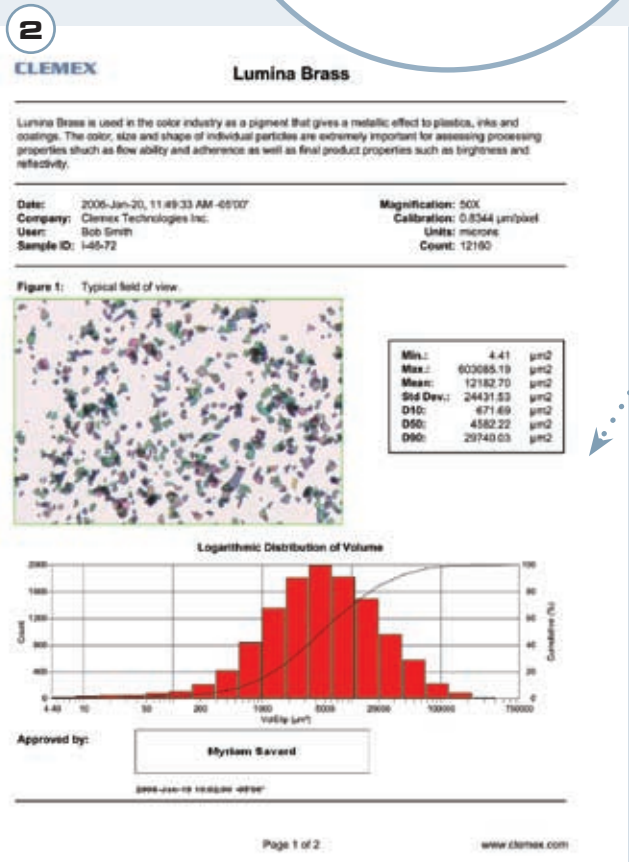 2
CLEMEX
Lumina Brass
Lumina Brass is used in the color industry as a pigment that gives a metallic effect to plastics, inks and
coatings. The color, size and shape of individual particles are extremely important for assessing processing
properties shuch as flow ability and adherence as well as final product properties such as birghtness and
reflectivity.
Date: 2006-Jan-20, 11:49:33 AM -05'00'
Company: Clemex Technologies Inc.
User: Bob Smith
Sample ID: I-46-72
Magnification: 50X
Calibration: 0.8344 µm/pixel
Units: microns
Count: 12160
Figure 1: Typical field of view.
Min.: 4.41 µm2
Max.: 603085.19 µm2
Mean: 12182.70 µm2
Std Dev.: 24431.53 µm2
D10: 671.69 µm2
D50: 4582.22 µm2
D90: 29740.03 µm2
Logarithmic Distribution of Volume
2000
1200
400
0
Count
100
80
60
40
20
0
Cumulative (%)
4.40 10 50 200 1000 5000 100000
Approved by:
Myriam Savard
Page 1 of 2
www.clemex.com